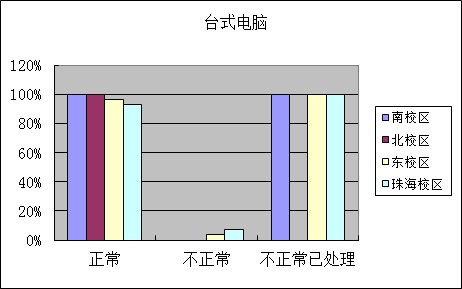 台式电脑
120%
100%
80%
60%
40%
20%
0%
正常
不正常
不正常已处理
南校区
北校区
东校区
珠海校区